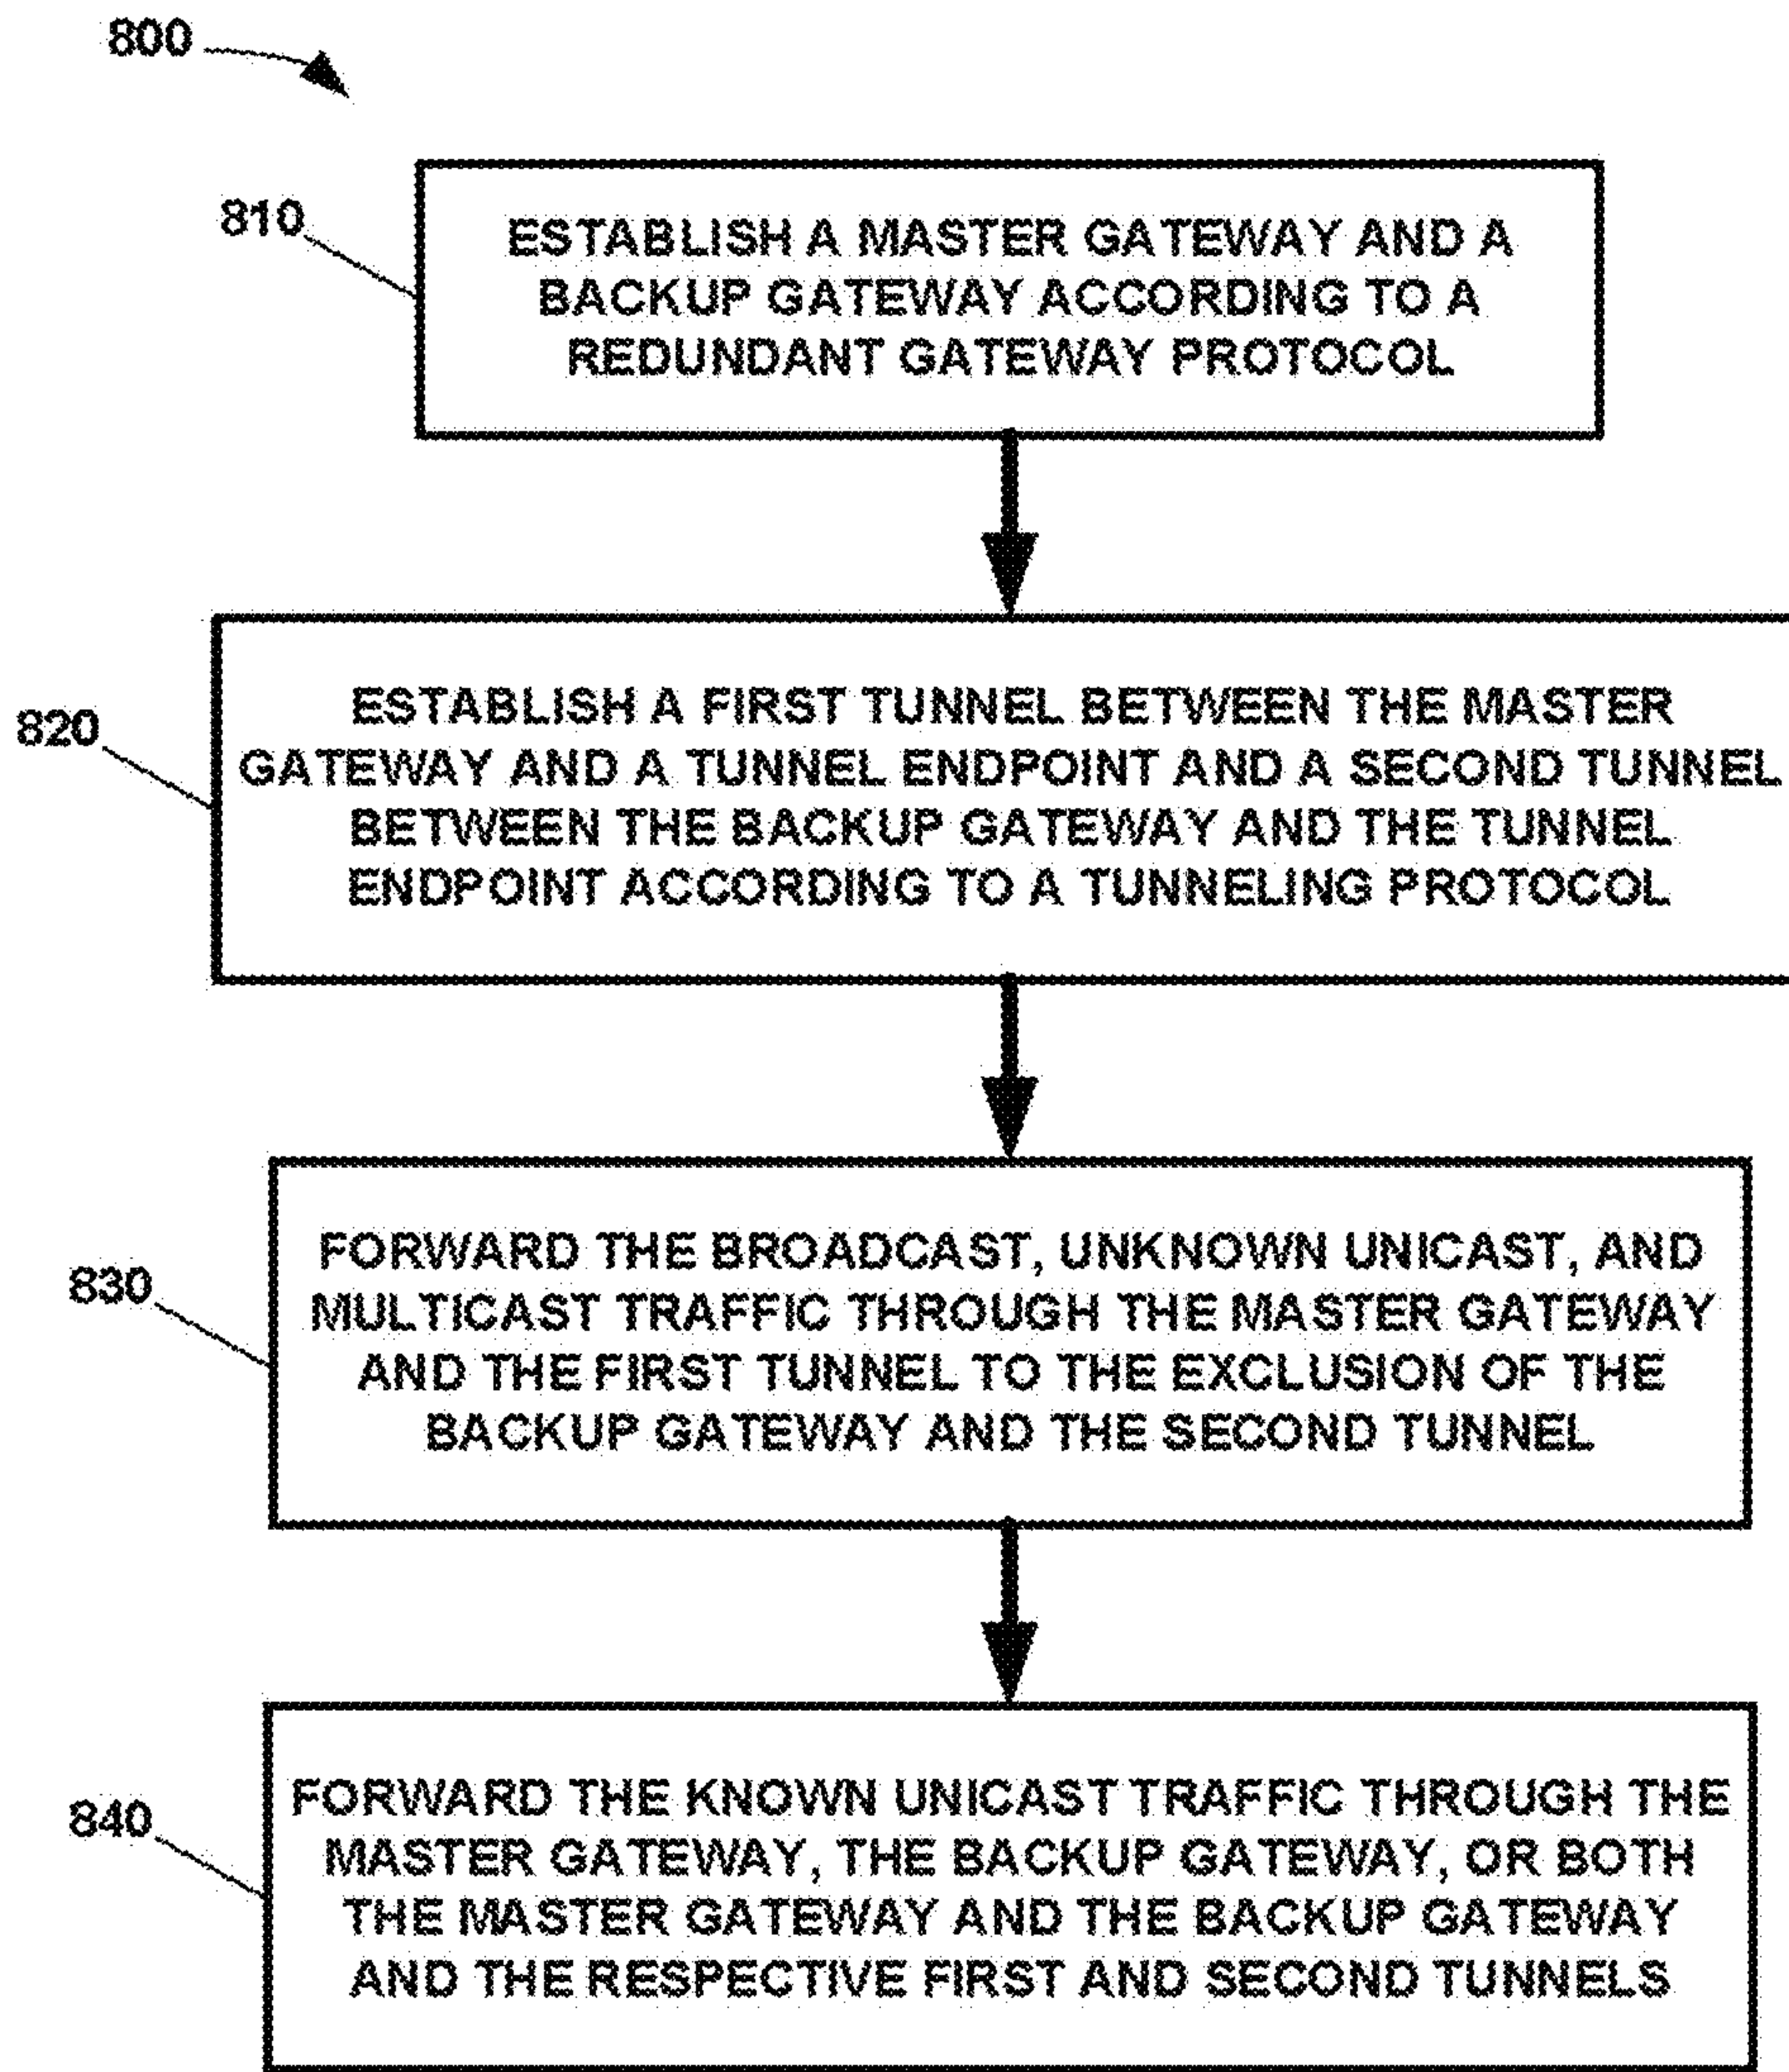 800
810
ESTABLISH A MASTER GATEWAY AND A
BACKUP GATEWAY ACCORDING TO A
REDUNDANT GATEWAY PROTOCOL
820
ESTABLISH A FIRST TUNNEL BETWEEN THE MASTER
GATEWAY AND A TUNNEL ENDPOINT AND A SECOND TUNNEL
BETWEEN THE BACKUP GATEWAY AND THE TUNNEL
ENDPOINT ACCORDING TO A TUNNELING PROTOCOL
830
FORWARD THE BROADCAST, UNKNOWN UNICAST, AND
MULTICAST TRAFFIC THROUGH THE MASTER GATEWAY
AND THE FIRST TUNNEL TO THE EXCLUSION OF THE
BACKUP GATEWAY AND THE SECOND TUNNEL
840
FORWARD THE KNOWN UNICAST TRAFFIC THROUGH THE
MASTER GATEWAY, THE BACKUP GATEWAY, OR BOTH
THE MASTER GATEWAY AND THE BACKUP GATEWAY
AND THE RESPECTIVE FIRST AND SECOND TUNNELS